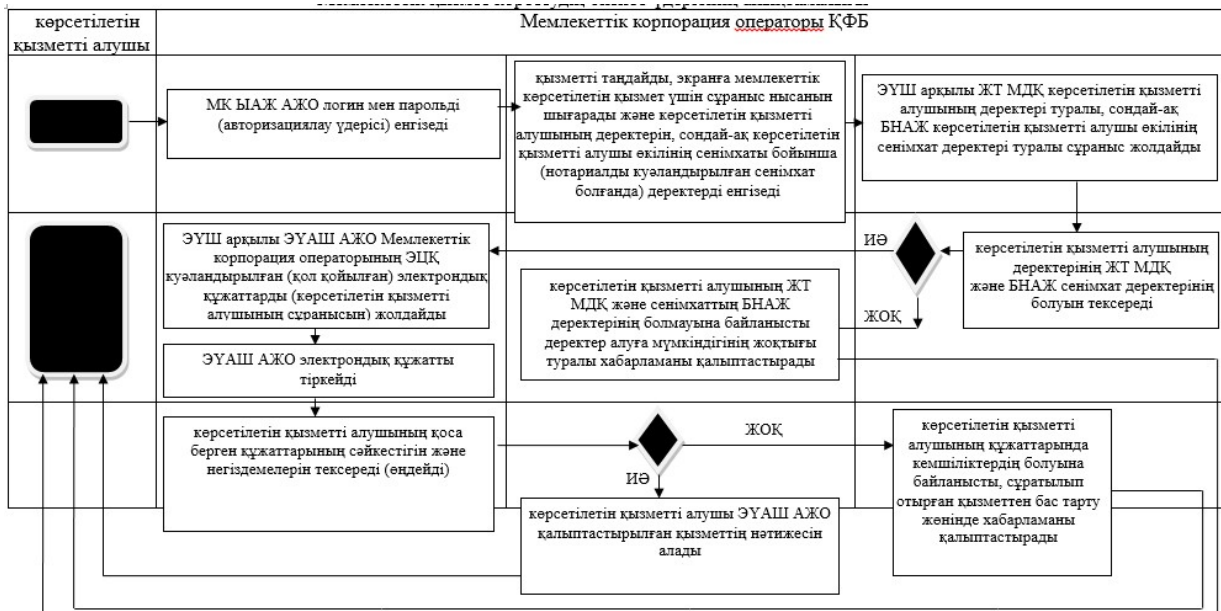 көрсетілетін
қызметті алушы
Мемлекеттік корпорация операторы ҚФБ
МК ЫАЖ АЖО логин мен парольді
(авторизациялау үдерісі) енгізеді
қызметті таңдайды, экранға мемлекеттік
көрсетілетін қызмет үшін сұраныс нысанын
шығарады және көрсетілетін қызметті
алушының деректерін, сондай-ақ көрсетілетін
қызметті алушы өкілінің сенімхаты бойынша
(нотариалды куәландырылған сенімхат
болғанда) деректерді енгізеді
ЭҮШ арқылы ЖТ МДҚ көрсетілетін қызметті
алушының деректері туралы, сондай-ақ
БНАЖ көрсетілетін қызметті алушы өкілінің
сенімхат деректері туралы сұраныс жолдайды
ЭҮШ арқылы ЭҮАШ АЖО Мемлекеттік
корпорация операторының ЭЦҚ
куәландырылған (қол қойылған) электрондық
құжаттарды (көрсетілетін қызметті
алушының сұранысын) жолдайды
ИӘ
көрсетілетін қызметті алушының
деректерінің ЖТ МДҚ
және БНАЖ сенімхат деректерінің
болуын тексереді
көрсетілетін қызметті алушының ЖТ
МДҚ және сенімхаттың БНАЖ
деректерінің болмауына байланысты
деректер алуға мүмкіндігінің жоқтығы
туралы хабарламаны қалыптастырады
ЖОҚ
ЭҮАШ АЖО электрондық құжатты
тіркейді
көрсетілетін қызметті алушының қоса
берген құжаттарының сәйкестігін және
негіздемелерін тексереді (өңдейді)
ЖОҚ
ИӘ
көрсетілетін қызметті
алушының құжаттарында
кемшіліктердің болуына
байланысты, сұратылып
отырған қызметтен бас тарту
жөнінде хабарламаны
қалыптастырады
көрсетілетін қызметті алушы ЭҮАШ АЖО
қалыптастырылған қызметтің нәтижесін
алады